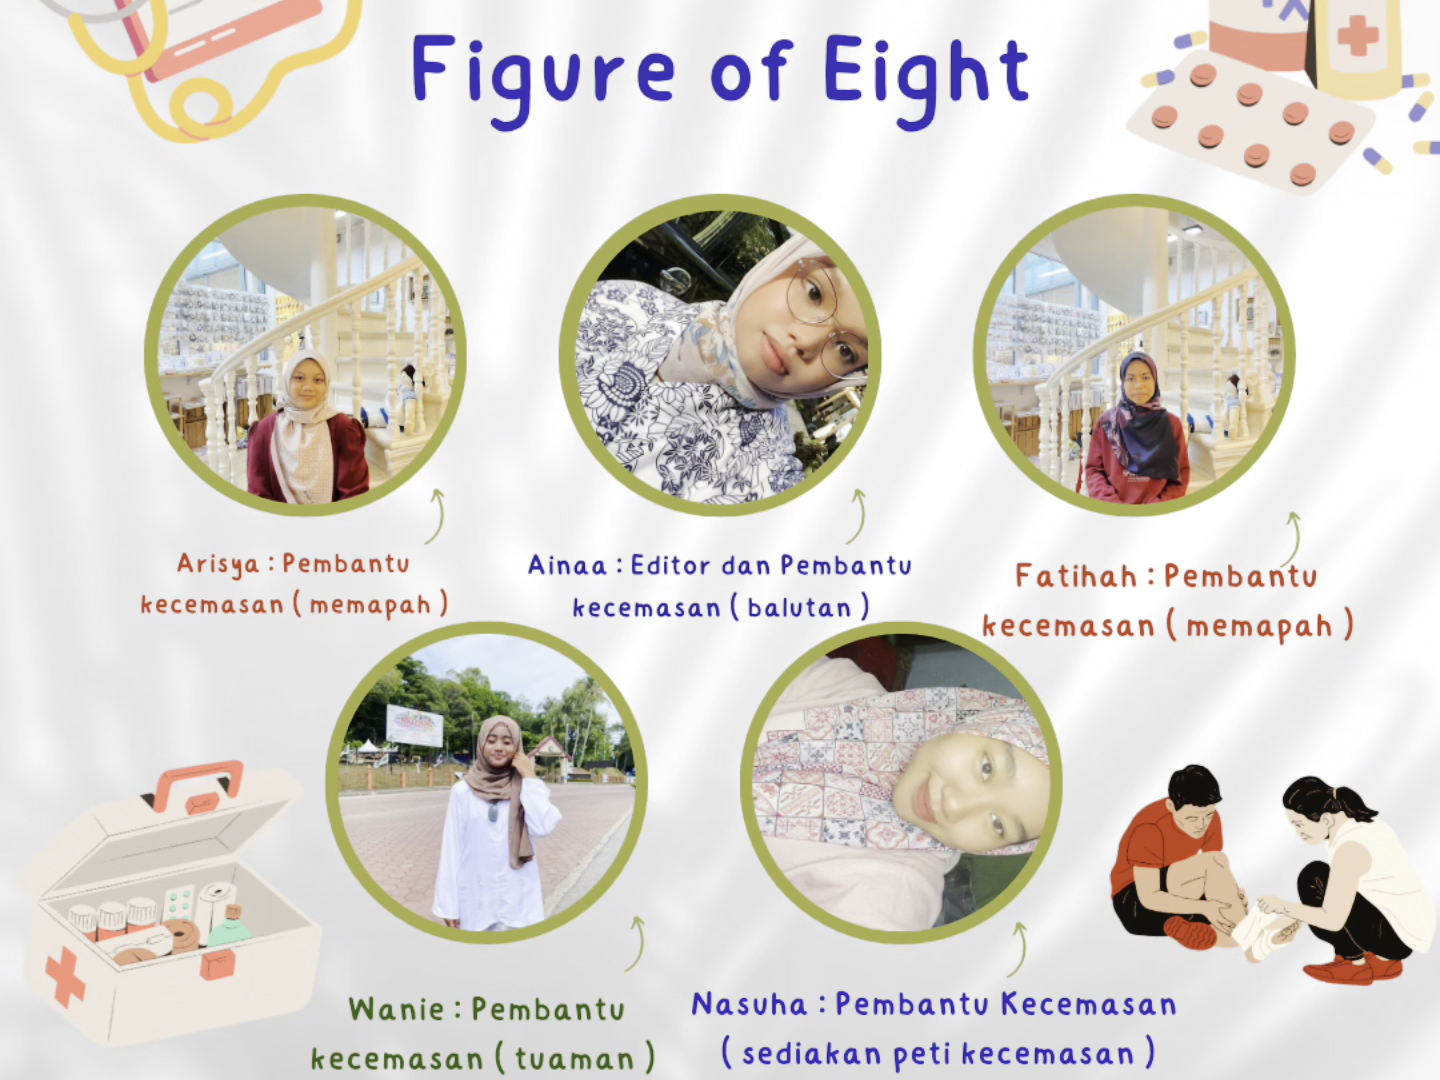 Figure of Eight
Arisya : Pembantu
kecemasan ( memapah )
Ainaa : Editor dan Pembantu
kecemasan ( balutan )
Fatihah : Pembantu
kecemasan ( memapah )
Wanie : Pembantu
kecemasan ( tuaman )
Nasuha : Pembantu Kecemasan
( sediakan peti kecemasan )